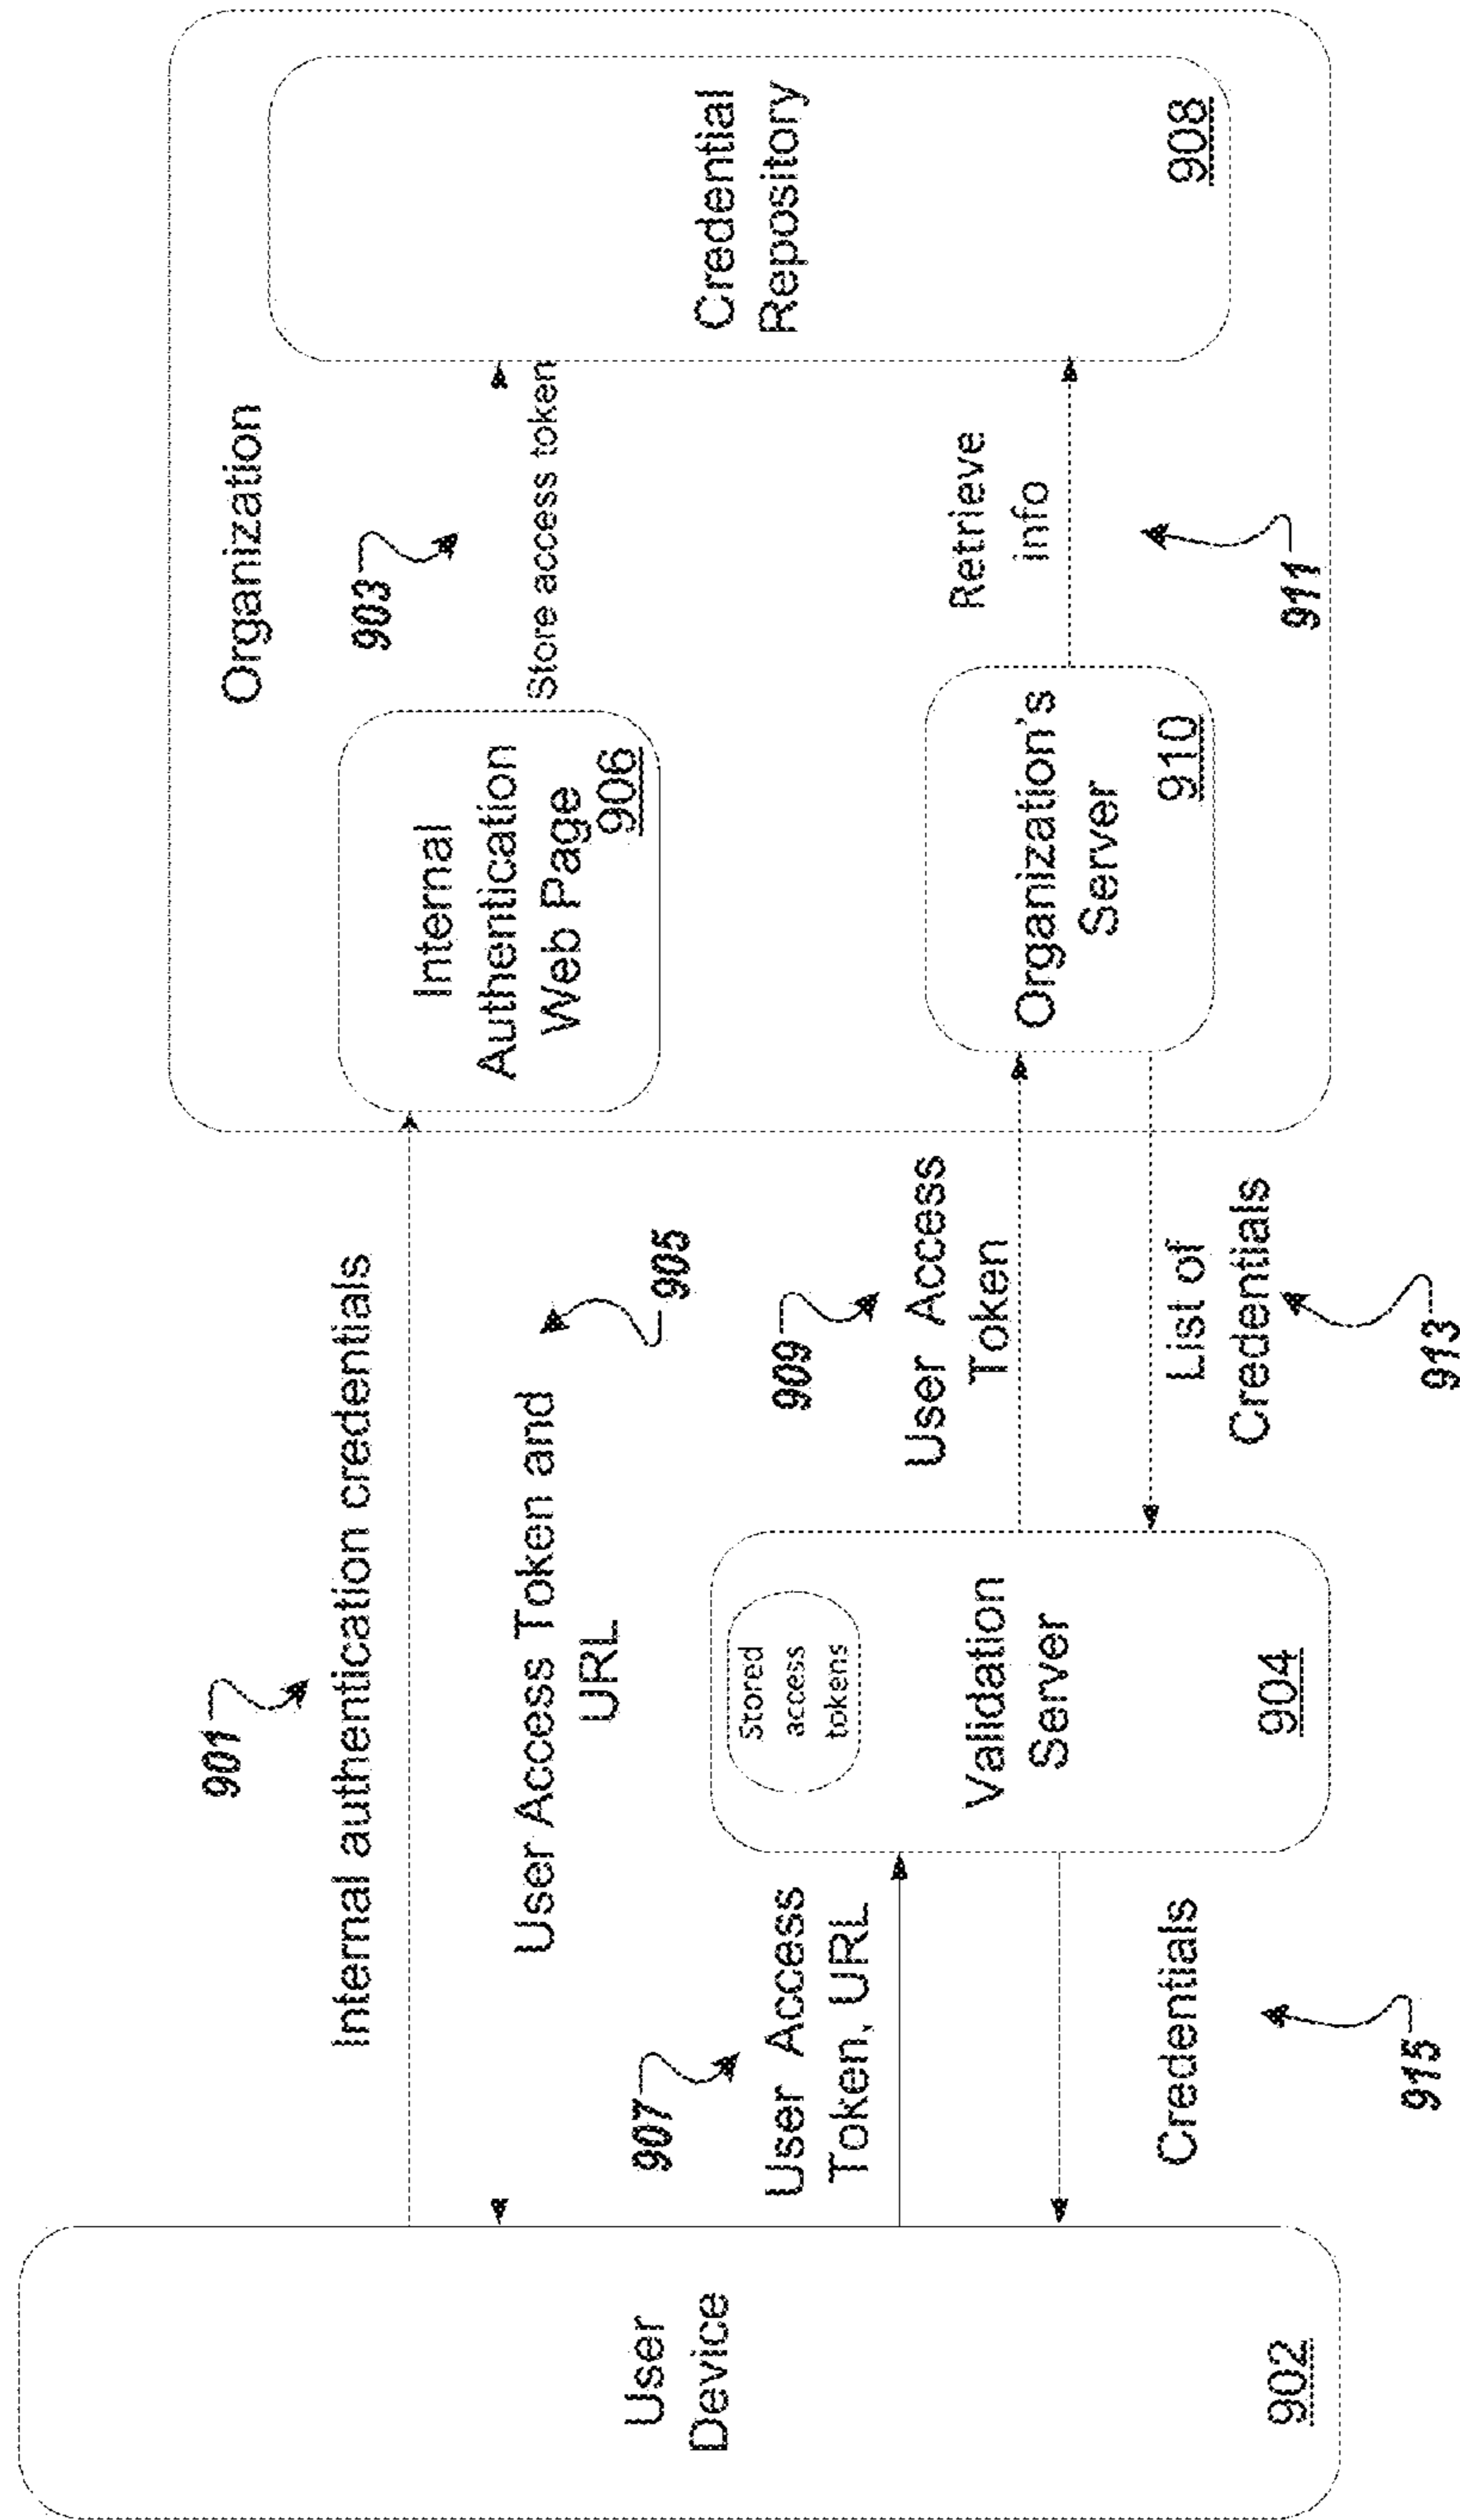 Organization
903
901
Internal authentication credentials
Internal
Authentication
Web Page
906
Store access token
User Access Token and
URL
905
User
Device
902
907
User Access
Token, URL
Stored
access
tokens
Validation
Server
904
909
User Access
Token
List of
Credentials
913
Organization's
Server
910
Retrieve
info
911
Credential
Repository
908
Credentials
915